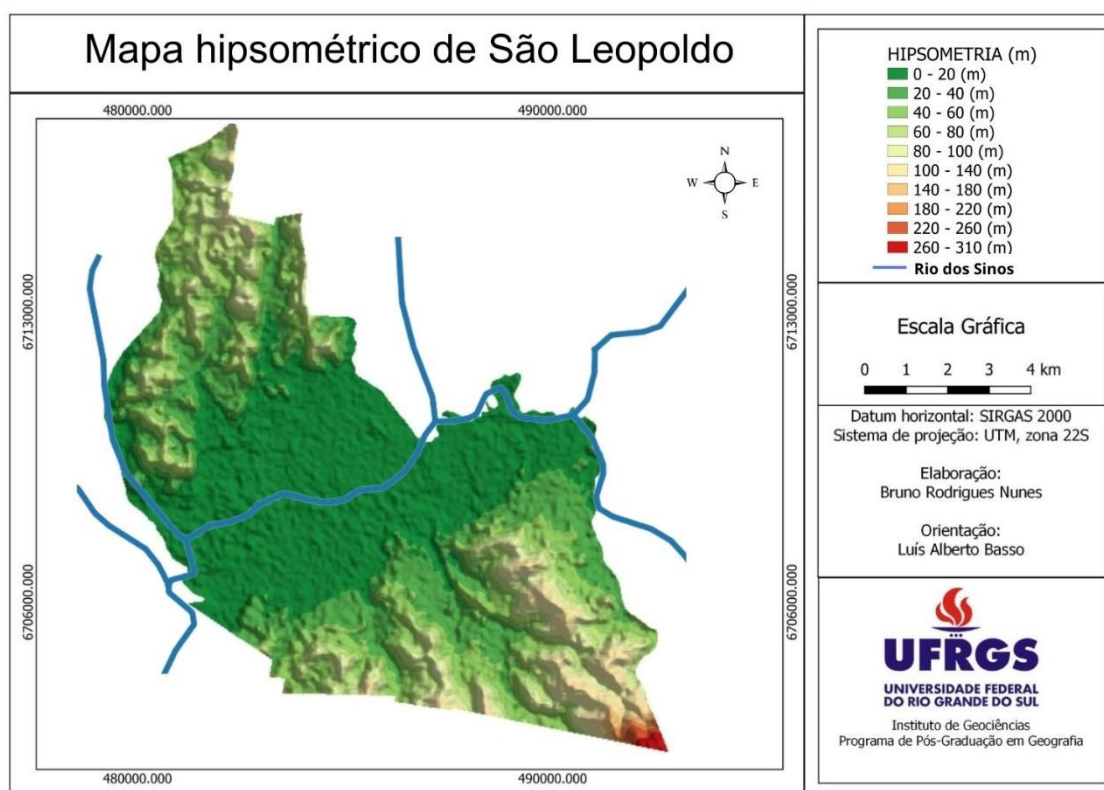 Mapa hipsométrico de São Leopoldo
480000.000
490000.000
N
W
E
S
6713000.000
6713000.000
6706000.000
6706000.000
480000.000
490000.000
HIPSOMETRIA (m)
0 - 20 (m)
20 - 40 (m)
40 - 60 (m)
60 - 80 (m)
80 - 100 (m)
100 - 140 (m)
140 - 180 (m)
180 - 220 (m)
220 - 260 (m)
260 - 310 (m)
Rio dos Sinos
Escala Gráfica
0 1 2 3 4 km
Datum horizontal: SIRGAS 2000
Sistema de projeção: UTM, zona 22S
Elaboração:
Bruno Rodrigues Nunes
Orientação:
Luís Alberto Basso
UFRGS
UNIVERSIDADE FEDERAL
DO RIO GRANDE DO SUL
Instituto de Geociências
Programa de Pós-Graduação em Geografia